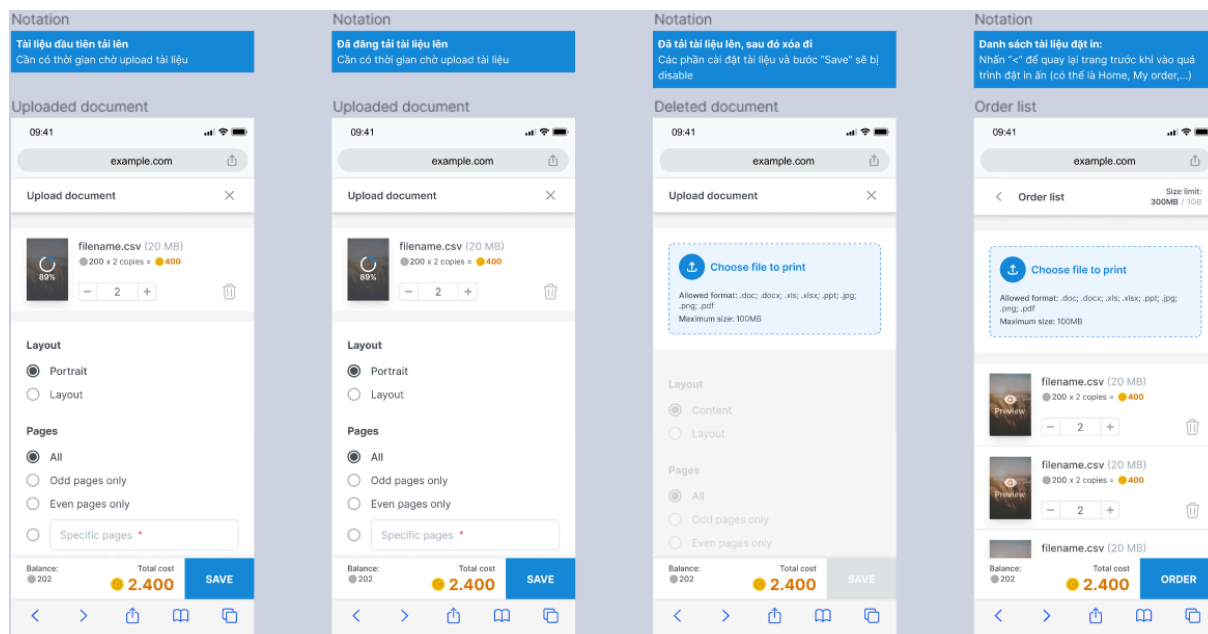 Notation
Tài liệu đầu tiên tải lên
Cần có thời gian chờ upload tài liệu
Uploaded document
09:41
example.com
Upload document
89%
filename.csv (20 MB)
200 x 2 copies = 400
− 2 +
Layout
Portrait
Layout
Pages
All
Odd pages only
Even pages only
Specific pages *
Balance:
202
Total cost
2.400
SAVE
Notation
Đã đăng tải tài liệu lên
Cần có thời gian chờ upload tài liệu
Uploaded document
09:41
example.com
Upload document
89%
filename.csv (20 MB)
200 x 2 copies = 400
− 2 +
Layout
Portrait
Layout
Pages
All
Odd pages only
Even pages only
Specific pages *
Balance:
202
Total cost
2.400
SAVE
Notation
Đã tải tài liệu lên, sau đó xóa đi
Các phần cài đặt tài liệu và bước "Save" sẽ bị
disable
Deleted document
09:41
example.com
Upload document
Choose file to print
Allowed format: .doc; .docx; .xls; .xlsx; .ppt; .jpg;
.png; .pdf
Maximum size: 100MB
Layout
Content
Layout
Pages
All
Odd pages only
Even pages only
Balance:
202
Total cost
2.400
SAVE
Notation
Danh sách tài liệu đặt in:
Nhấn "<" để quay lại trang trước khi vào quá
trình đặt in ấn (có thể là Home, My order,...)
Order list
09:41
example.com
Order list
Size limit:
300MB / 1GB
Choose file to print
Allowed format: .doc; .docx; .xls; .xlsx; .ppt; .jpg;
.png; .pdf
Maximum size: 100MB
Preview
filename.csv (20 MB)
200 x 2 copies = 400
− 2 +
Preview
filename.csv (20 MB)
200 x 2 copies = 400
− 2 +
filename.csv (20 MB)
Balance:
202
Total cost
2.400
ORDER